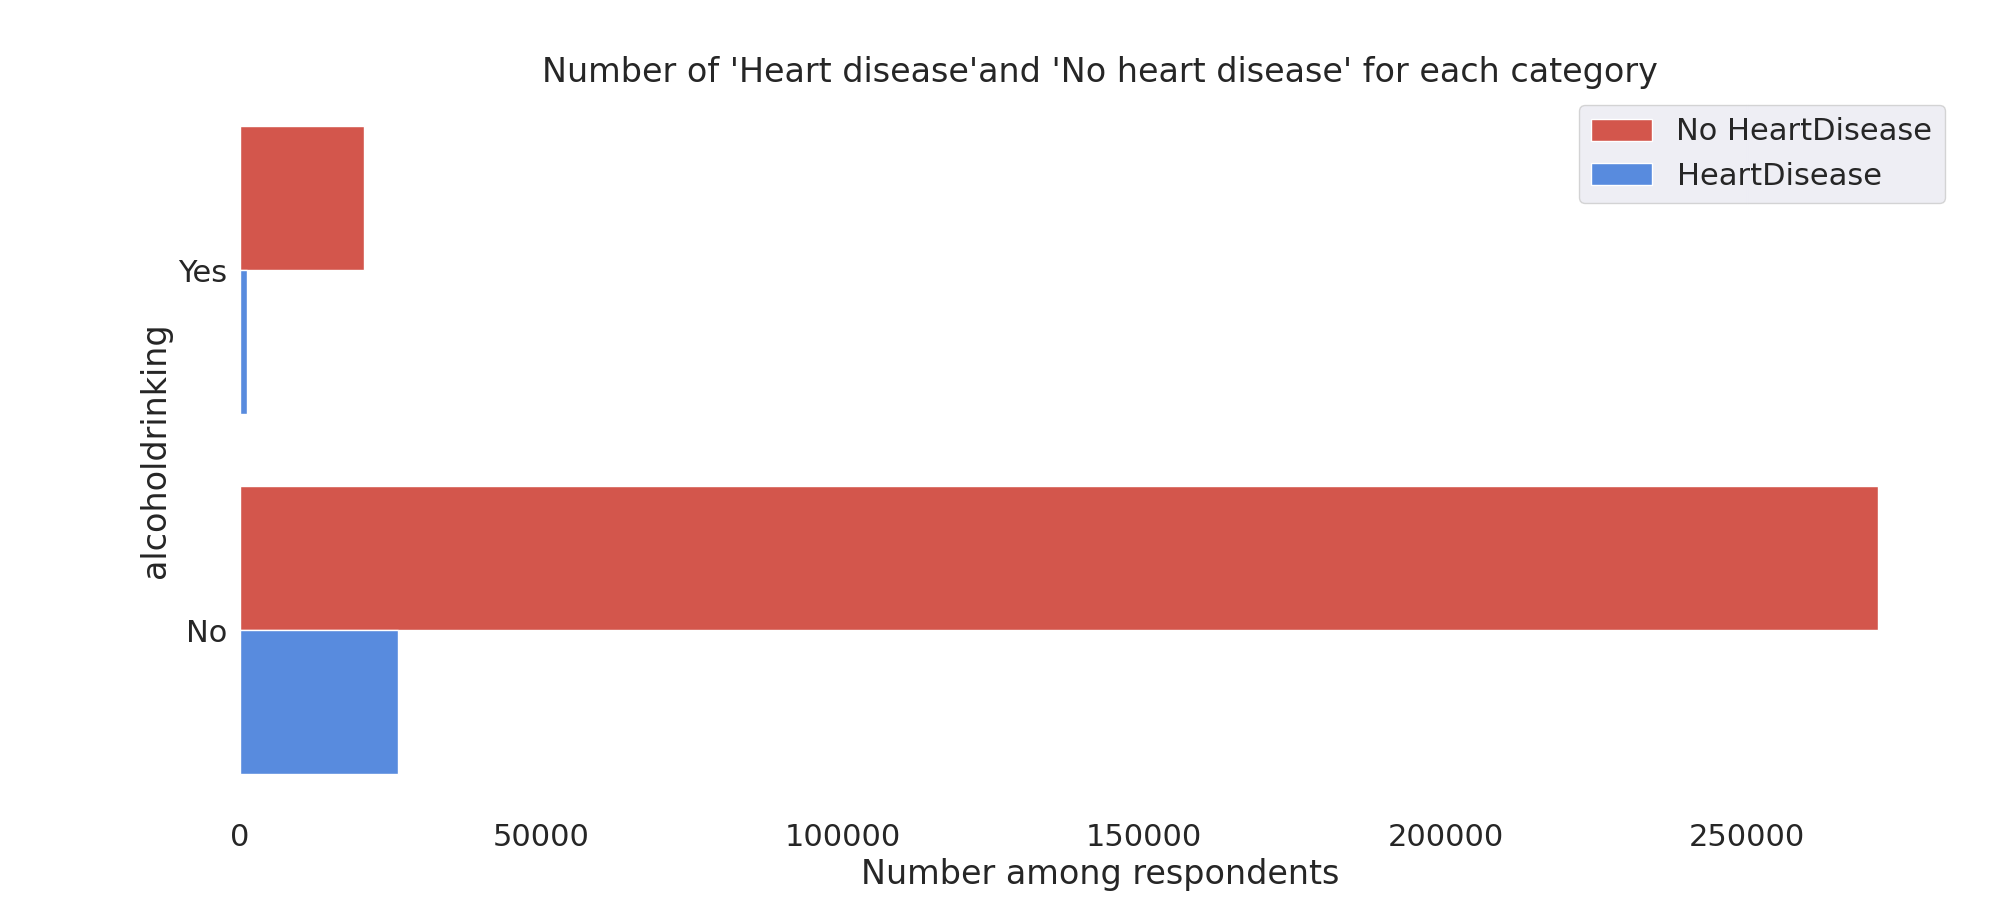 Number of 'Heart disease'and 'No heart disease' for each category
No HeartDisease
HeartDisease
Yes
alcoholdrinking
No
0 50000 100000 150000 200000 250000
Number among respondents